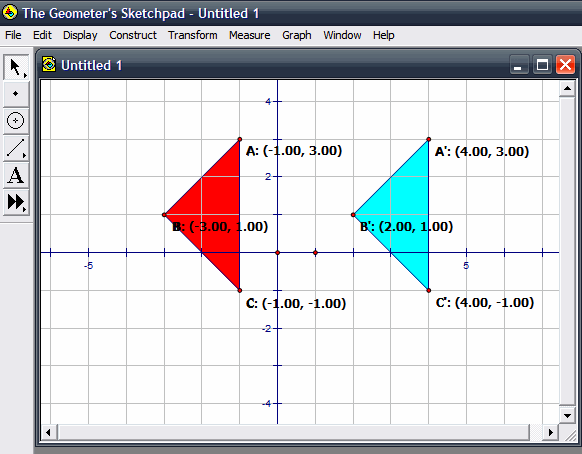 The Geometer's Sketchpad - Untitled 1
File Edit Display Construct Transform Measure Graph Window Help
Untitled 1
A
4
A: (-1.00, 3.00)
A': (4.00, 3.00)
2
B: (-3.00, 1.00)
B': (2.00, 1.00)
-5
5
C: (-1.00, -1.00)
C': (4.00, -1.00)
-2
-4